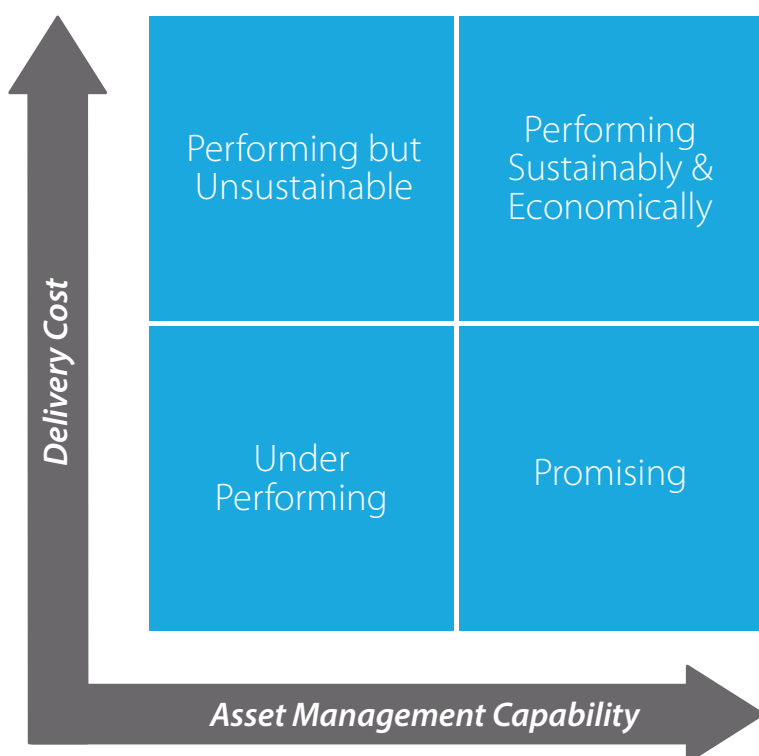 Performing but
Unsustainable
Performing
Sustainably &
Economically
Under
Performing
Promising
Delivery Cost
Asset Management Capability